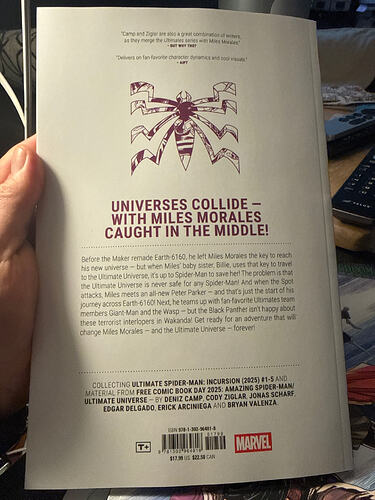 "Camp and Ziglar are also a great combination of writers,
as they merge the Ultimates series with Miles Morales."
- BUT WHY THO?
"Delivers on fan-favorite character dynamics and cool visuals."
- AIPT
UNIVERSES COLLIDE —
WITH MILES MORALES
CAUGHT IN THE MIDDLE!
Before the Maker remade Earth-6160, he left Miles Morales the key to reach
his new universe — but when Miles' baby sister, Billie, uses that key to travel
to the Ultimate Universe, it's up to Spider-Man to save her! The problem is that
the Ultimate Universe is never safe for any Spider-Man! And when the Spot
attacks, Miles meets an all-new Peter Parker — and that's just the start of his
journey across Earth-6160! Next, he teams up with fan-favorite Ultimates team
members Giant-Man and the Wasp — but the Black Panther isn't happy about
these terrorist interlopers in Wakanda! Get ready for an adventure that will
change Miles Morales — and the Ultimate Universe — forever!
COLLECTING ULTIMATE SPIDER-MAN: INCURSION (2025) #1-5 AND
MATERIAL FROM FREE COMIC BOOK DAY 2025: AMAZING SPIDER-MAN/
ULTIMATE UNIVERSE — BY DENIZ CAMP, CODY ZIGLAR, JONAS SCHARF,
EDGAR DELGADO, ERICK ARCINIEGA AND BRYAN VALENZA.
T+
ISBN 978-1-302-96481-8
51799
9 781302 964818
$17.99 US $22.50 CAN
MARVEL